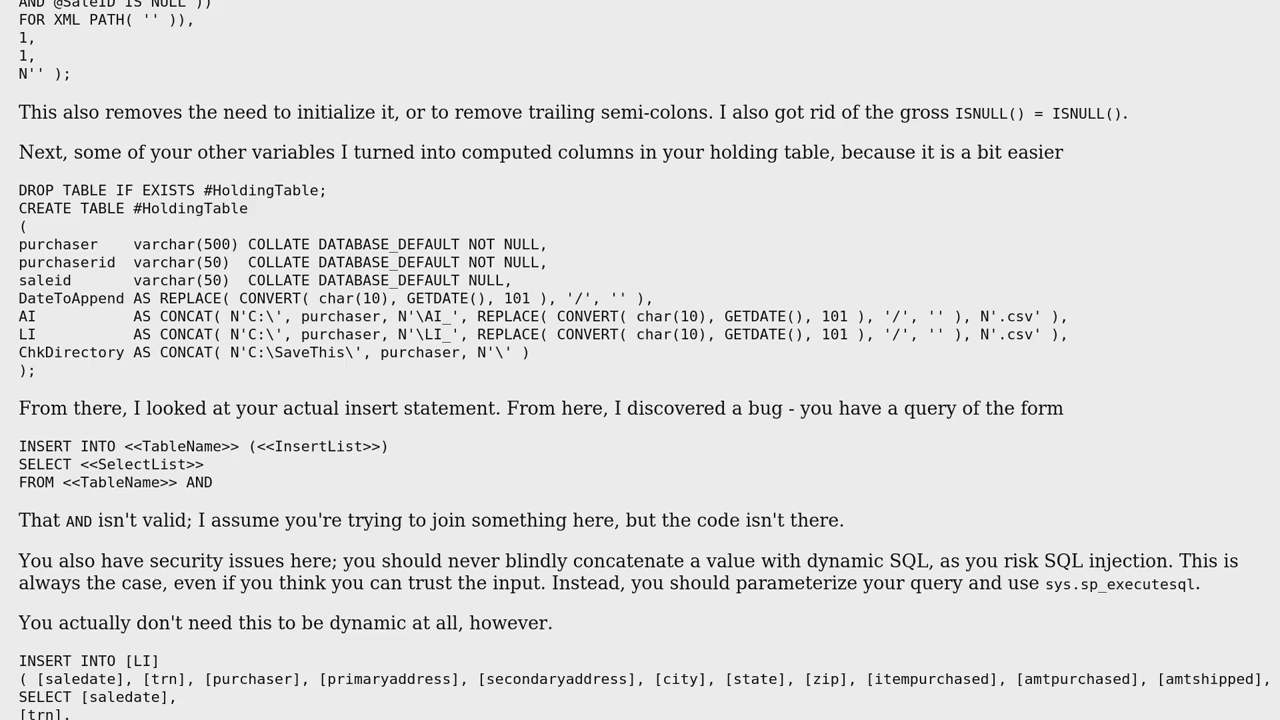 AND @SaleID IS NULL ))
FOR XML PATH( '' )),
1,
1,
N'' );
This also removes the need to initialize it, or to remove trailing semi-colons. I also got rid of the gross ISNULL() = ISNULL().
Next, some of your other variables I turned into computed columns in your holding table, because it is a bit easier
DROP TABLE IF EXISTS #HoldingTable;
CREATE TABLE #HoldingTable
(
purchaser    varchar(500) COLLATE DATABASE_DEFAULT NOT NULL,
purchaserid  varchar(50)  COLLATE DATABASE_DEFAULT NOT NULL,
saleid       varchar(50)  COLLATE DATABASE_DEFAULT NULL,
DateToAppend AS REPLACE( CONVERT( char(10), GETDATE(), 101 ), '/', '' ),
AI           AS CONCAT( N'C:\', purchaser, N'\AI_', REPLACE( CONVERT( char(10), GETDATE(), 101 ), '/', '' ), N'.csv' ),
LI           AS CONCAT( N'C:\', purchaser, N'\LI_', REPLACE( CONVERT( char(10), GETDATE(), 101 ), '/', '' ), N'.csv' ),
ChkDirectory AS CONCAT( N'C:\SaveThis\', purchaser, N'\' )
);
From there, I looked at your actual insert statement. From here, I discovered a bug - you have a query of the form
INSERT INTO <<TableName>> (<<InsertList>>)
SELECT <<SelectList>>
FROM <<TableName>> AND
That AND isn't valid; I assume you're trying to join something here, but the code isn't there.
You also have security issues here; you should never blindly concatenate a value with dynamic SQL, as you risk SQL injection. This is
always the case, even if you think you can trust the input. Instead, you should parameterize your query and use sys.sp_executesql.
You actually don't need this to be dynamic at all, however.
INSERT INTO [LI]
( [saledate], [trn], [purchaser], [primaryaddress], [secondaryaddress], [city], [state], [zip], [itempurchased], [amtpurchased], [amtshipped],
SELECT [saledate],
[trn],